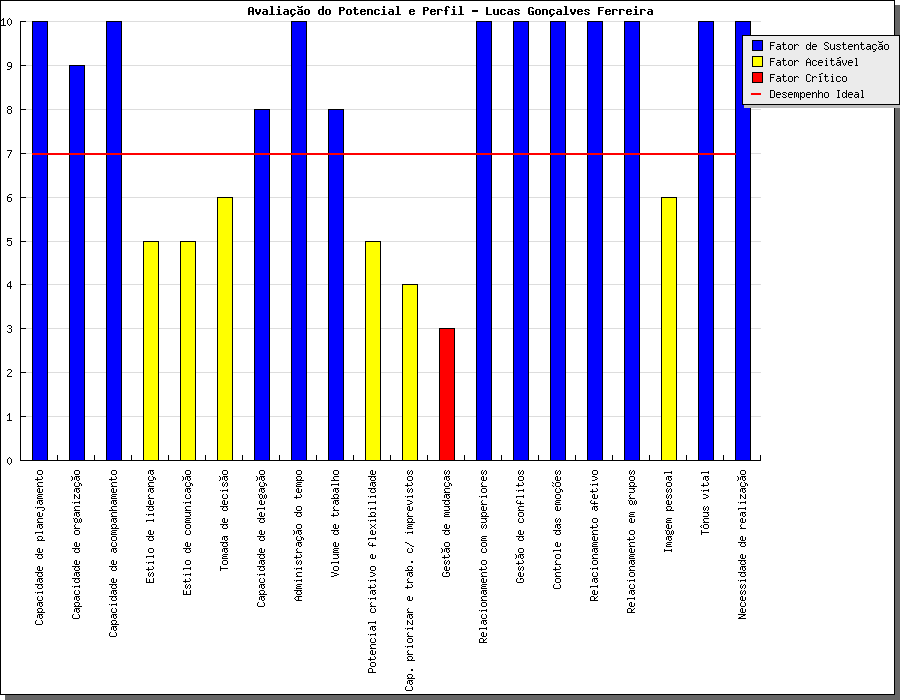 Avaliação do Potencial e Perfil - Lucas Gonçalves Ferreira
Fator de Sustentação
Fator Aceitável
Fator Crítico
Desempenho Ideal
10
9
8
7
6
5
4
3
2
1
0
Capacidade de planejamento
Capacidade de organização
Capacidade de acompanhamento
Estilo de liderança
Estilo de comunicação
Tomada de decisão
Capacidade de delegação
Administração do tempo
Volume de trabalho
Potencial criativo e flexibilidade
Cap. priorizar e trab. c/ imprevistos
Gestão de mudanças
Relacionamento com superiores
Gestão de conflitos
Controle das emoções
Relacionamento afetivo
Relacionamento em grupos
Imagem pessoal
Tônus vital
Necessidade de realização